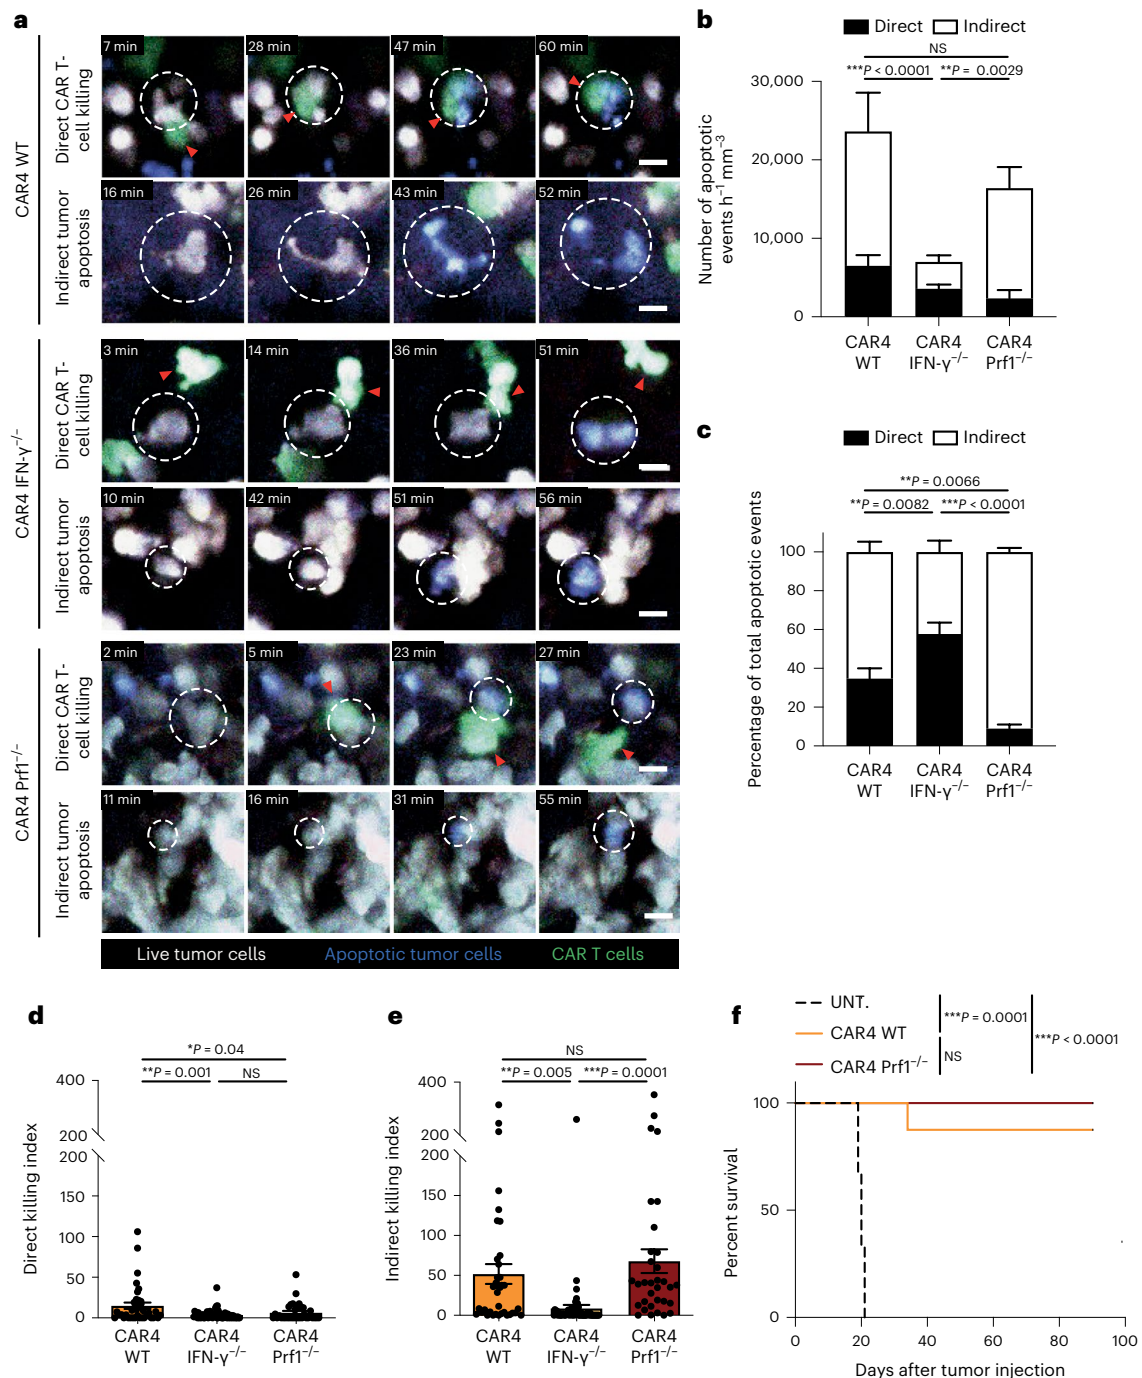 a
CAR4 WT
Direct CAR T-
cell killing
7 min
28 min
47 min
60 min
Indirect tumor
apoptosis
16 min
26 min
43 min
52 min
CAR4 IFN-γ−/−
Direct CAR T-
cell killing
3 min
14 min
36 min
51 min
Indirect tumor
apoptosis
10 min
42 min
51 min
56 min
CAR4 Prf1−/−
Direct CAR T-
cell killing
2 min
5 min
23 min
27 min
Indirect tumor
apoptosis
11 min
16 min
31 min
55 min
Live tumor cells
Apoptotic tumor cells
CAR T cells
b
Direct
Indirect
NS
***P < 0.0001
**P = 0.0029
Number of apoptotic
events h−1 mm−3
30,000
20,000
10,000
0
CAR4
WT
CAR4
IFN-γ−/−
CAR4
Prf1−/−
c
Direct
Indirect
**P = 0.0066
**P = 0.0082
***P < 0.0001
Percentage of total apoptotic events
100
80
60
40
20
0
CAR4
WT
CAR4
IFN-γ−/−
CAR4
Prf1−/−
d
*P = 0.04
**P = 0.001
NS
Direct killing index
400
200
200
150
100
50
0
CAR4
WT
CAR4
IFN-γ−/−
CAR4
Prf1−/−
e
NS
**P = 0.005
***P = 0.0001
Indirect killing index
400
200
200
150
100
50
0
CAR4
WT
CAR4
IFN-γ−/−
CAR4
Prf1−/−
f
UNT.
CAR4 WT
CAR4 Prf1−/−
***P = 0.0001
NS
***P < 0.0001
Percent survival
100
50
0
0
20
40
60
80
100
Days after tumor injection